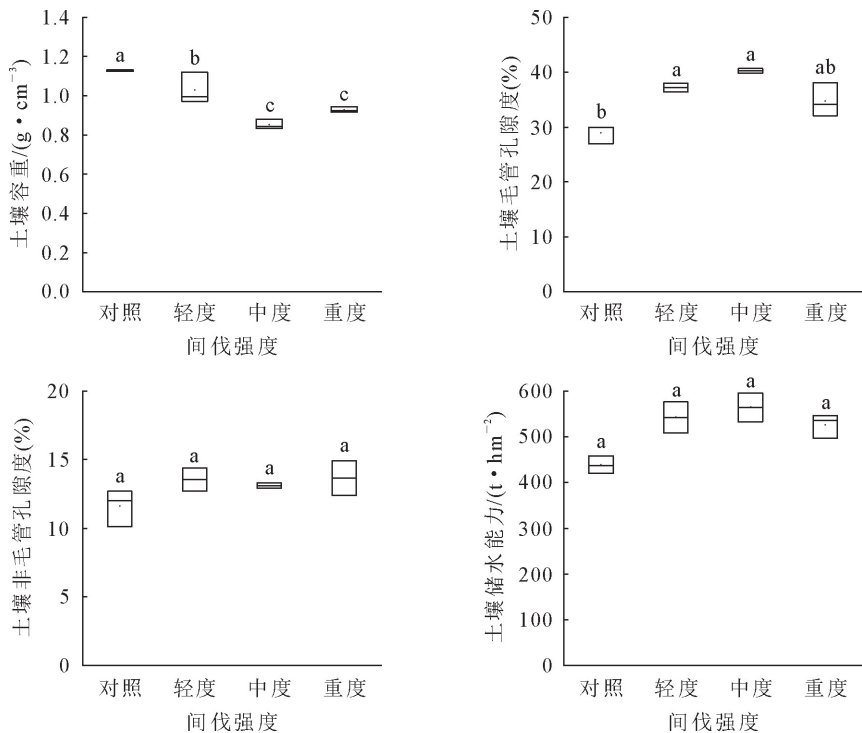 土壤容重/(g·cm⁻³)
1.4
1.2
1.0
0.8
0.6
0.4
0.2
0.0
a
b
c
c
对照 轻度 中度 重度
间伐强度
土壤毛管孔隙度(%)
50
40
30
20
10
0
b
a
a
ab
对照 轻度 中度 重度
间伐强度
土壤非毛管孔隙度(%)
20
15
10
5
0
a
a
a
a
对照 轻度 中度 重度
间伐强度
土壤储水能力/(t·hm⁻²)
600
500
400
300
200
100
0
a
a
a
a
对照 轻度 中度 重度
间伐强度